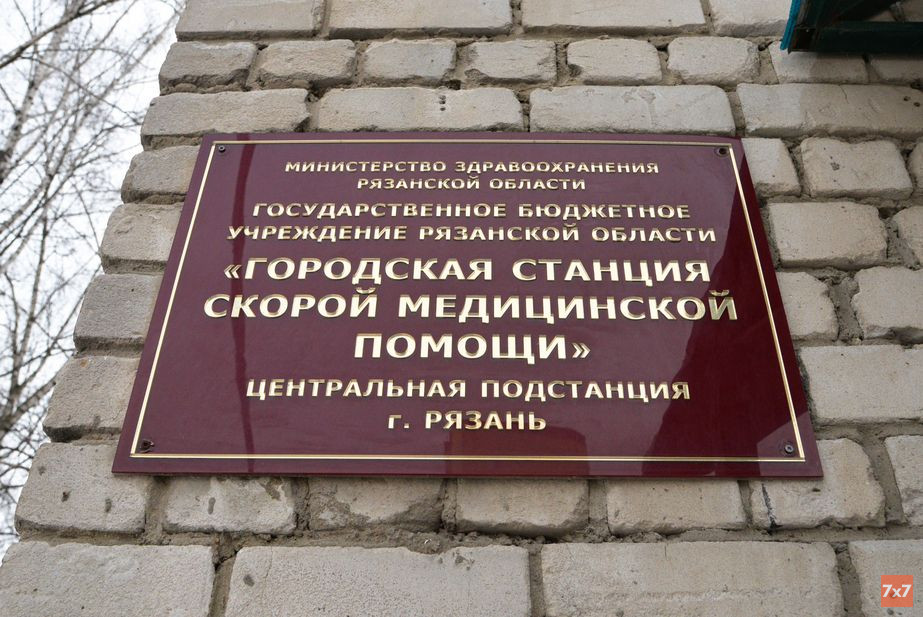 МИНИСТЕРСТВО ЗДРАВООХРАНЕНИЯ
РЯЗАНСКОЙ ОБЛАСТИ
ГОСУДАРСТВЕННОЕ БЮДЖЕТНОЕ
УЧРЕЖДЕНИЕ РЯЗАНСКОЙ ОБЛАСТИ
«ГОРОДСКАЯ СТАНЦИЯ
СКОРОЙ МЕДИЦИНСКОЙ
ПОМОЩИ»
ЦЕНТРАЛЬНАЯ ПОДСТАНЦИЯ
г. РЯЗАНЬ
7x7